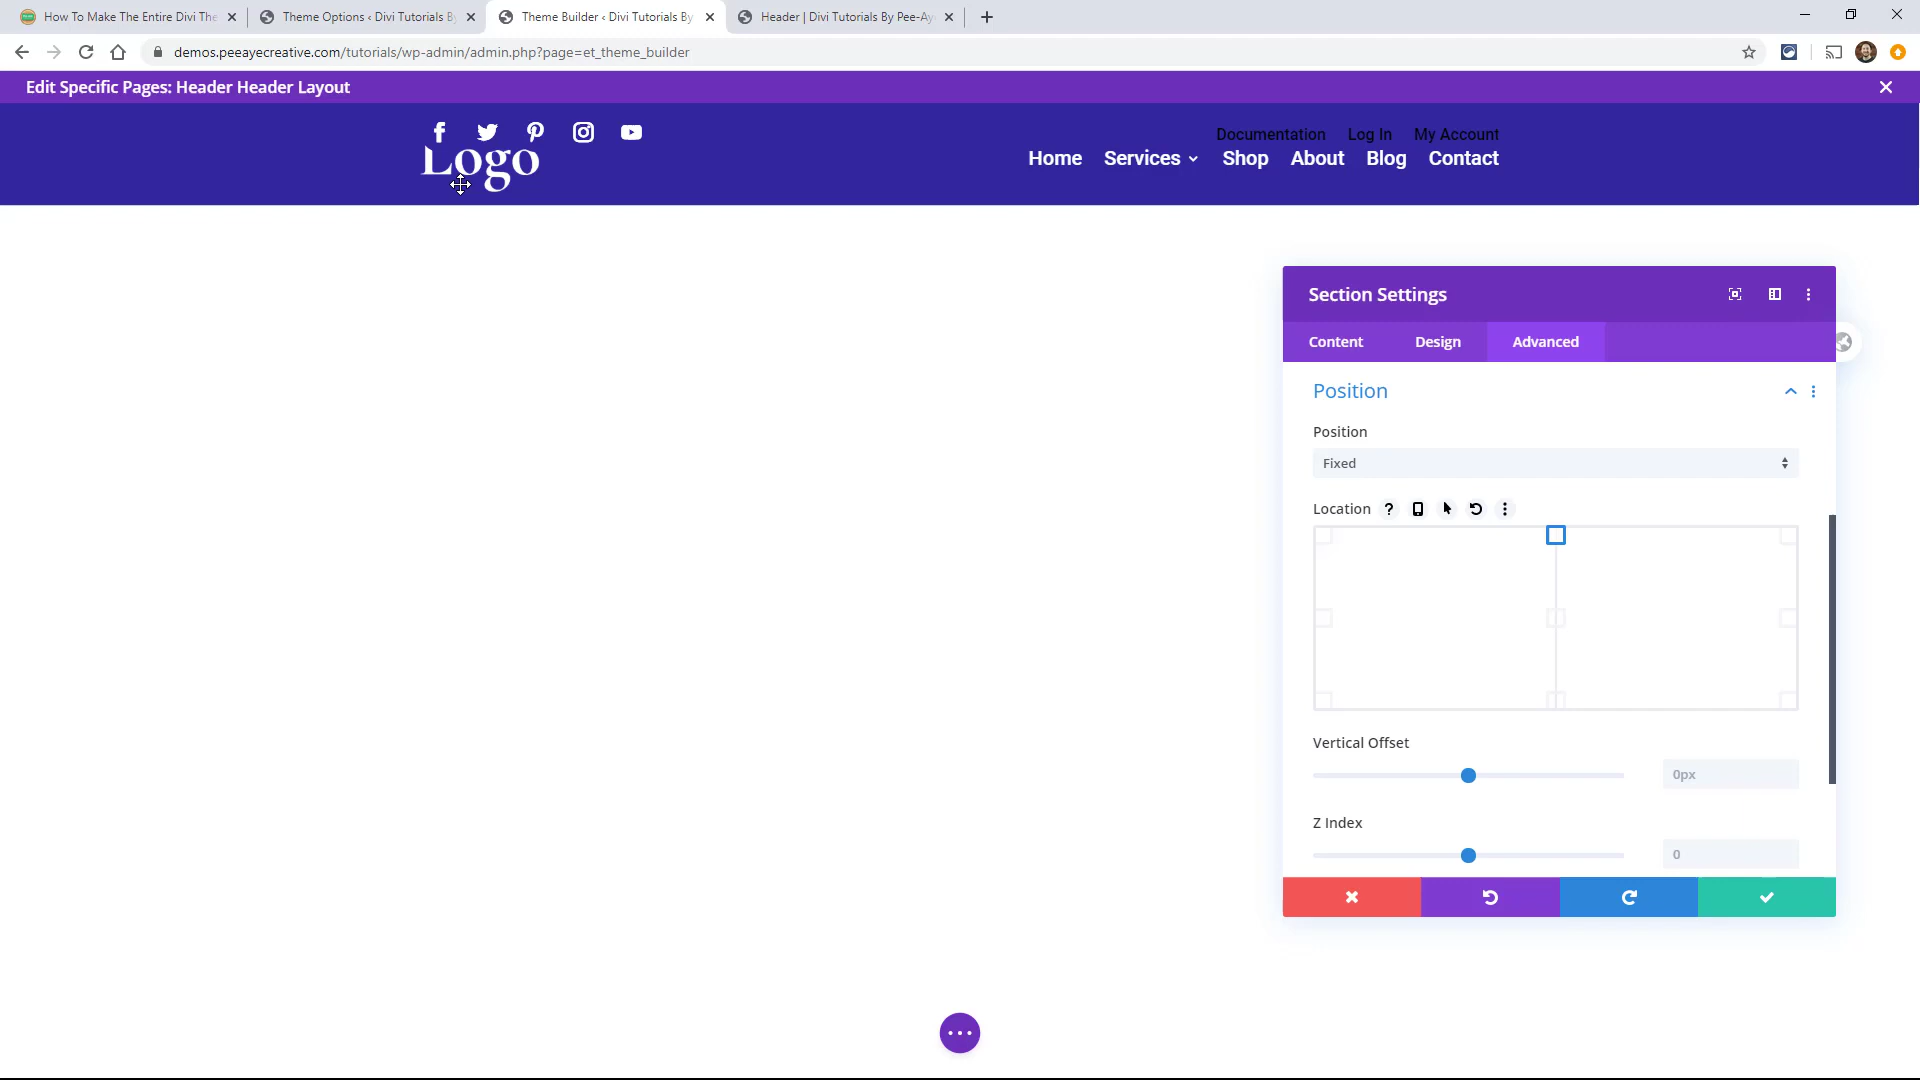 How To Make The Entire Divi The
Theme Options ‹ Divi Tutorials B
Theme Builder ‹ Divi Tutorials By
Header | Divi Tutorials By Pee-Ay
demos.peeayecreative.com/tutorials/wp-admin/admin.php?page=et_theme_builder
Edit Specific Pages: Header Header Layout
Documentation Log In My Account
Logo
Home Services Shop About Blog Contact
Section Settings
Content Design Advanced
Position
Position
Fixed
Location ?
Vertical Offset
0px
Z Index
0